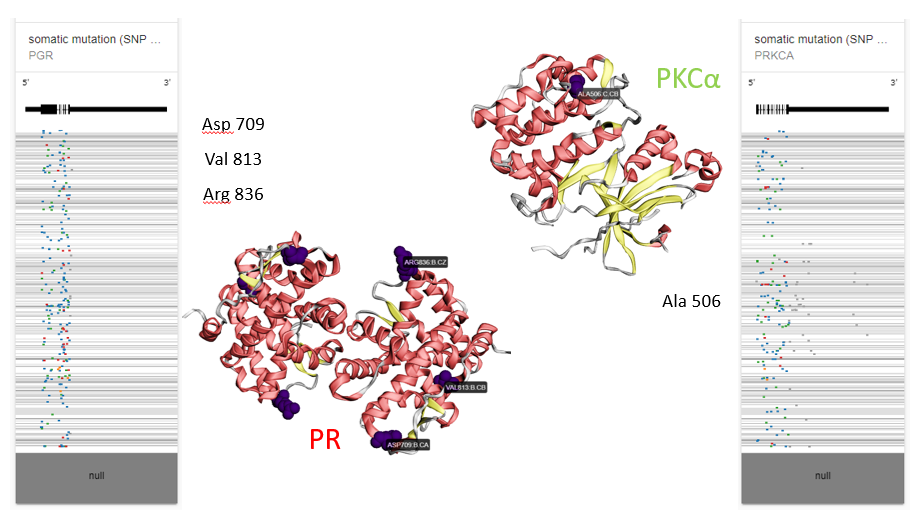 somatic mutation (SNP ...
PGR
5'
3'
null
Asp 709
Val 813
Arg 836
PKCα
ALA506:C.CB
Ala 506
ARG836:B.CZ
VAL813:B.CB
ASP709:B.CA
PR
somatic mutation (SNP ...
PRKCA
5'
3'
null